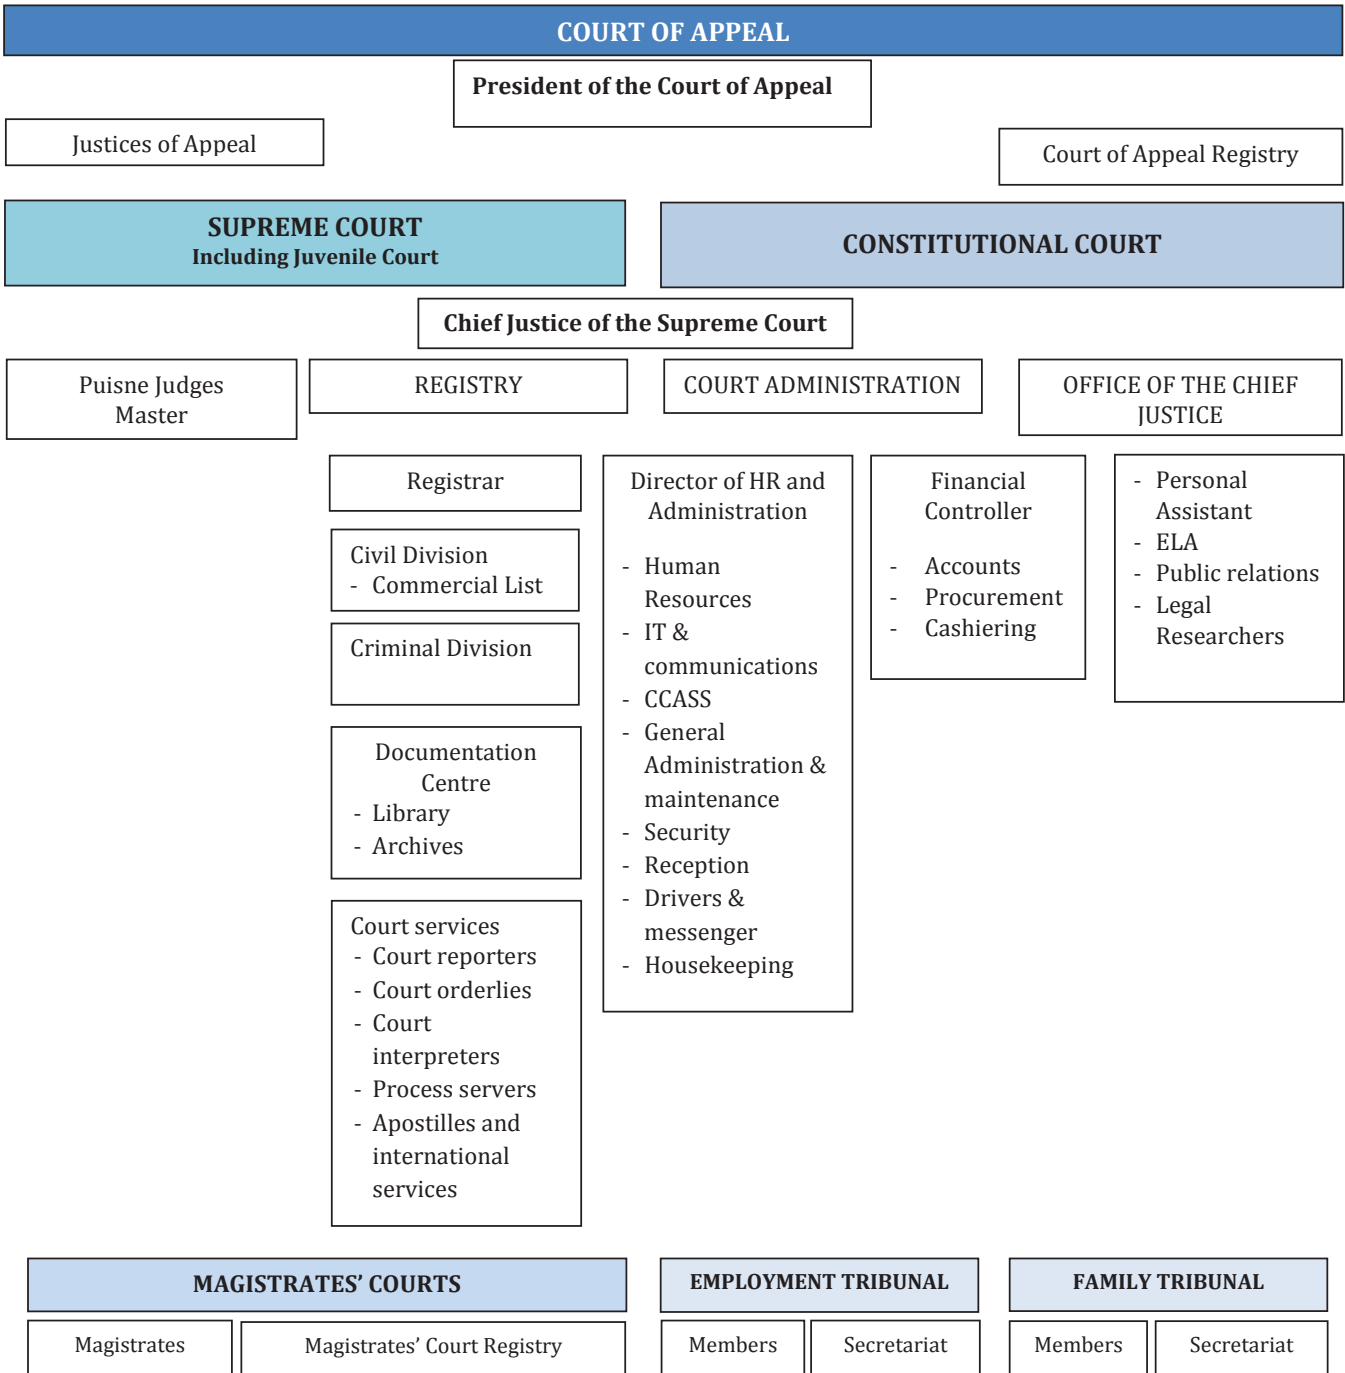 COURT OF APPEAL
President of the Court of Appeal
Justices of Appeal
Court of Appeal Registry
SUPREME COURT
Including Juvenile Court
CONSTITUTIONAL COURT
Chief Justice of the Supreme Court
Puisne Judges
Master
REGISTRY
COURT ADMINISTRATION
OFFICE OF THE CHIEF
JUSTICE
Registrar
Civil Division
- Commercial List
Criminal Division
Documentation
Centre
- Library
- Archives
Court services
- Court reporters
- Court orderlies
- Court
interpreters
- Process servers
- Apostilles and
international
services
Director of HR and
Administration
- Human
Resources
- IT &
communications
- CCASS
- General
Administration &
maintenance
- Security
- Reception
- Drivers &
messenger
- Housekeeping
Financial
Controller
- Accounts
- Procurement
- Cashiering
- Personal
Assistant
- ELA
- Public relations
- Legal
Researchers
MAGISTRATES’ COURTS
Magistrates
Magistrates’ Court Registry
EMPLOYMENT TRIBUNAL
Members
Secretariat
FAMILY TRIBUNAL
Members
Secretariat